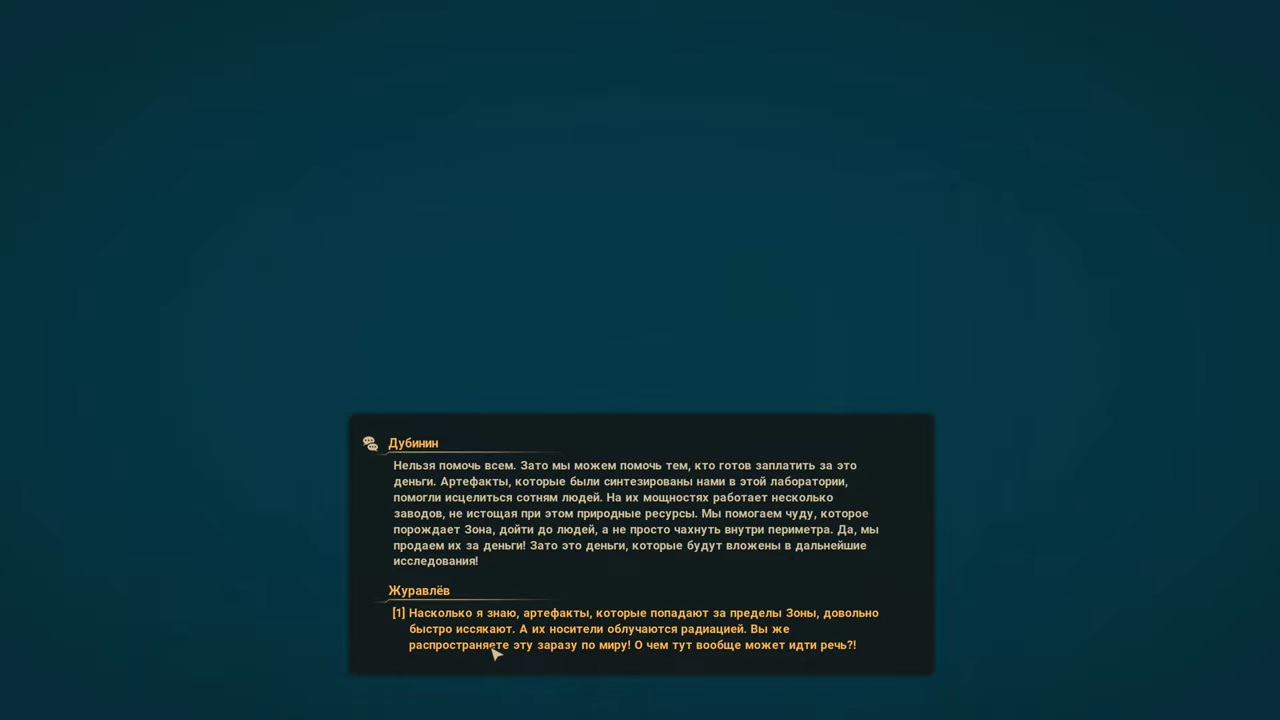 Дубинин
Нельзя помочь всем. Зато мы можем помочь тем, кто готов заплатить за это
деньги. Артефакты, которые были синтезированы нами в этой лаборатории,
помогли исцелиться сотням людей. На их мощностях работает несколько
заводов, не истощая при этом природные ресурсы. Мы помогаем чуду, которое
порождает Зона, дойти до людей, а не просто чахнуть внутри периметра. Да, мы
продаем их за деньги! Зато это деньги, которые будут вложены в дальнейшие
исследования!
Журавлёв
[1] Насколько я знаю, артефакты, которые попадают за пределы Зоны, довольно
быстро иссякают. А их носители облучаются радиацией. Вы же
распространяете эту заразу по миру! О чем тут вообще может идти речь?!